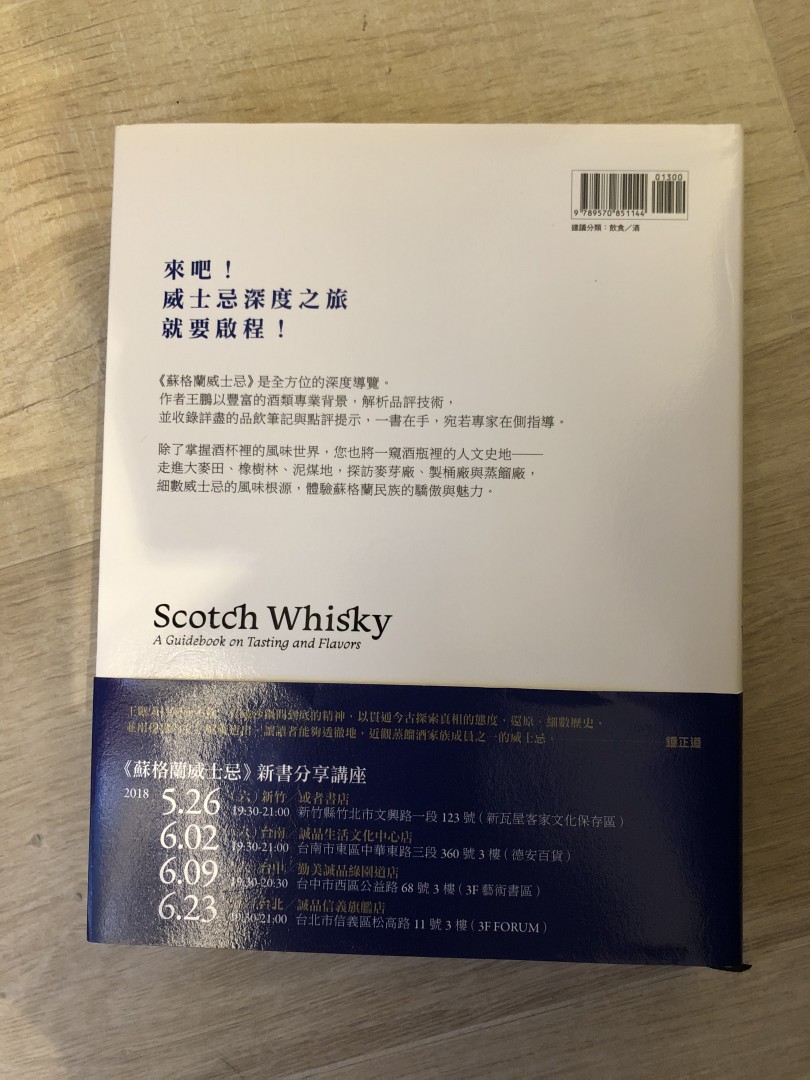 01300
9 789570 851144
建議分類：飲食／酒
來吧！
威士忌深度之旅
就要啟程！
《蘇格蘭威士忌》是全方位的深度導覽。
作者王鵬以豐富的酒類專業背景，解析品評技術，
並收錄詳盡的品飲筆記與點評提示，一書在手，宛若專家在側指導。
除了掌握酒杯裡的風味世界，您也將一窺酒瓶裡的人文史地——
走進大麥田、橡樹林、泥煤地，探訪麥芽廠、製桶廠與蒸餾廠，
細數威士忌的風味根源，體驗蘇格蘭民族的驕傲與魅力。
Scotch Whisky
A Guidebook on Tasting and Flavors
王鵬 到底的精神，以貫通今古探索真相的態度，還原、細數歷史，
讓讀者能夠透徹地，近觀蒸餾酒家族成員之一的威士忌。
鍾正道
《蘇格蘭威士忌》新書分享講座
2018 5.26（六）新竹／或者書店
19:30-21:00 新竹縣竹北市文興路一段 123 號（新瓦屋客家文化保存區）
6.02（六）台南／誠品生活文化中心店
19:30-21:00 台南市東區中華東路三段 360 號 3 樓（德安百貨）
6.09 台中／勤美誠品綠園道店
19:30-20:30 台中市西區公益路 68 號 3 樓（3F 藝術書區）
6.23 台北／誠品信義旗艦店
19:30-21:00 台北市信義區松高路 11 號 3 樓（3F FORUM）